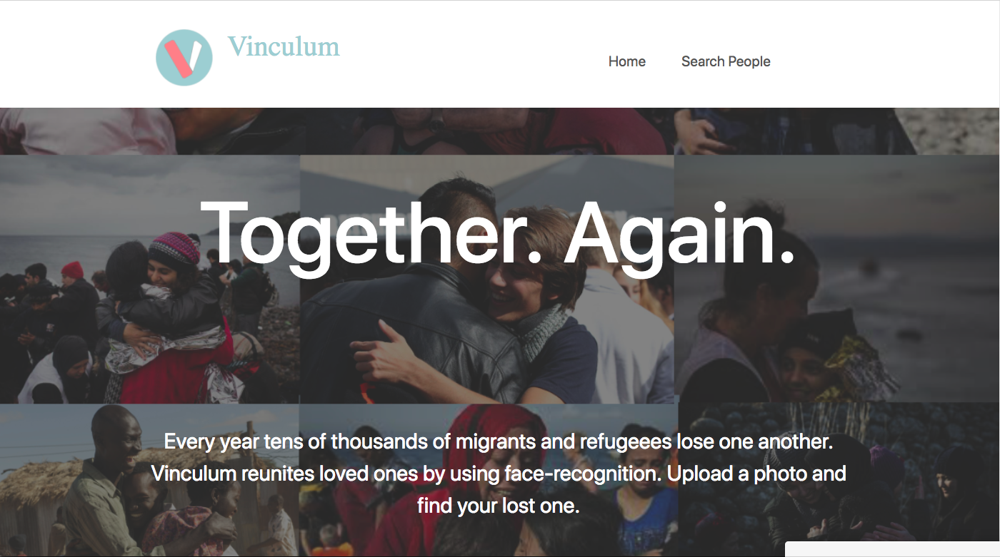 Vinculum
Home
Search People
Together. Again.
Every year tens of thousands of migrants and refugeees lose one another.
Vinculum reunites loved ones by using face-recognition. Upload a photo and
find your lost one.